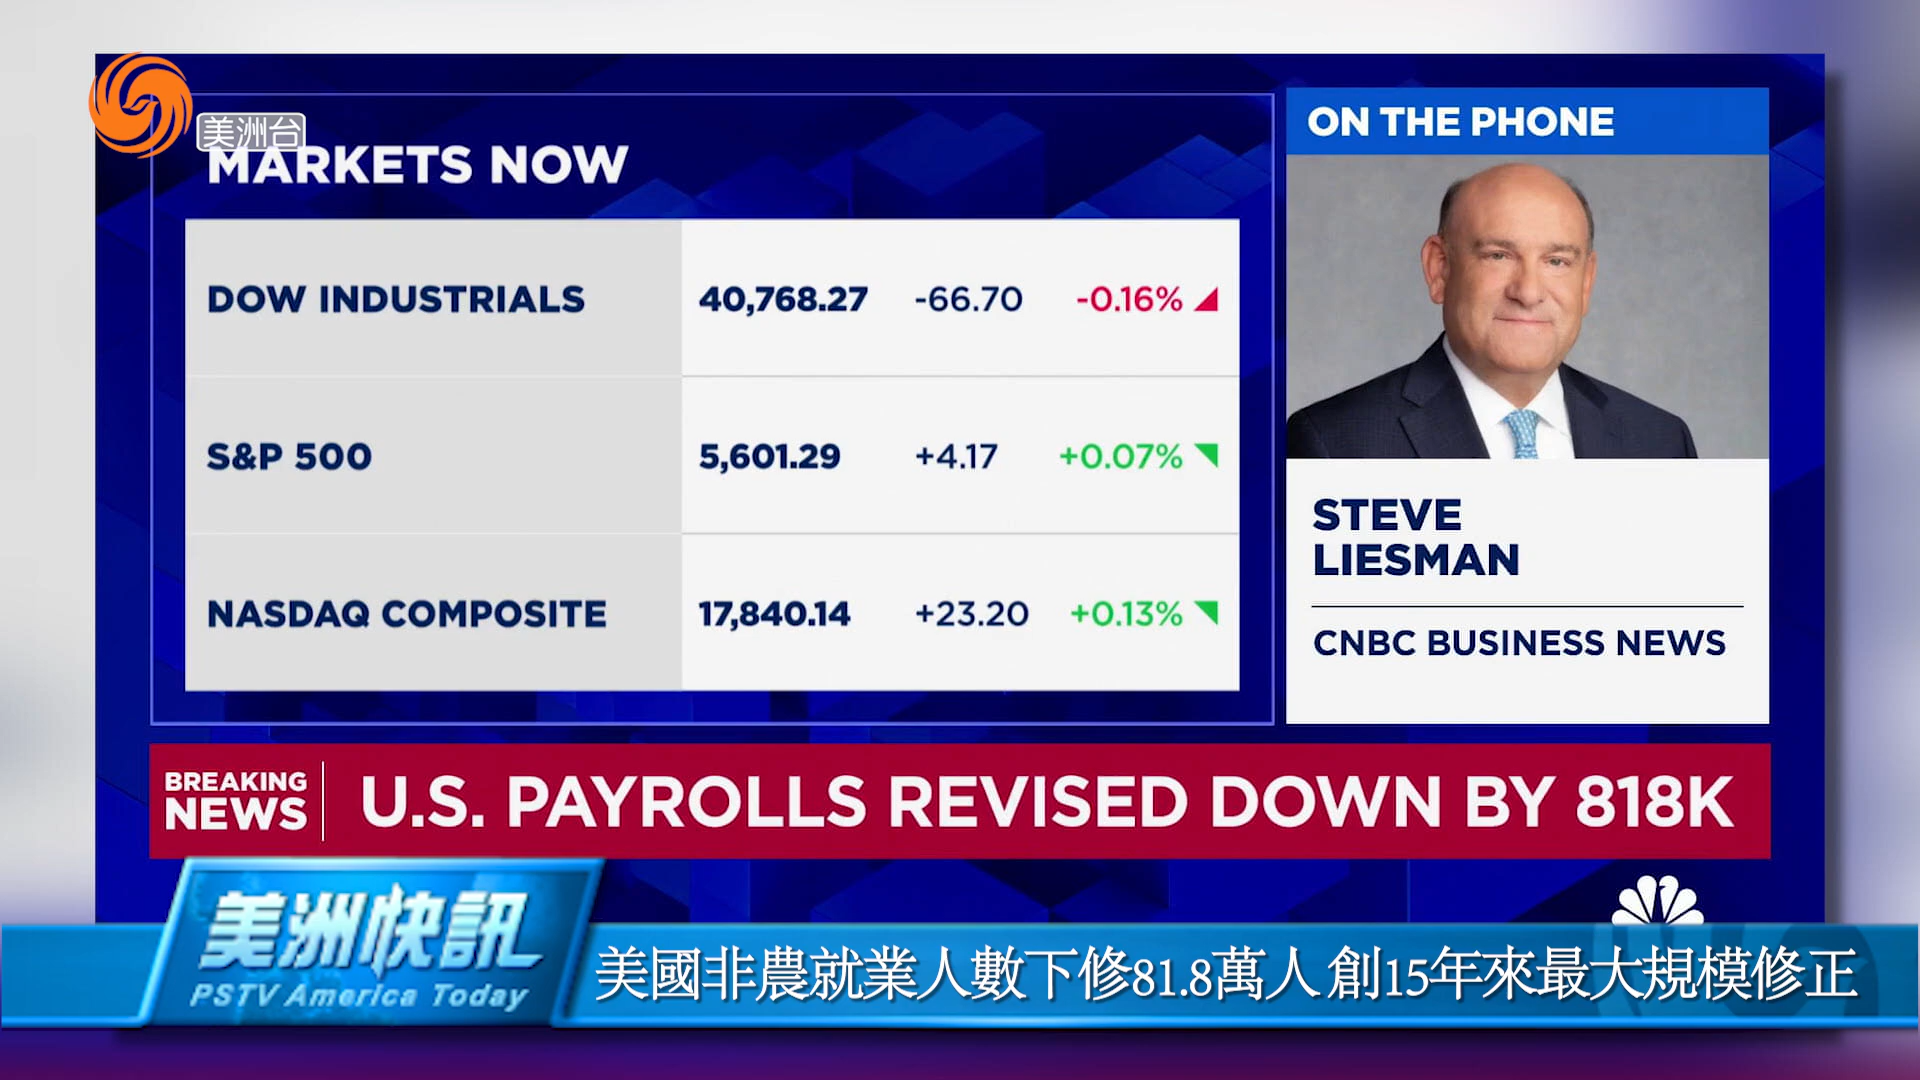 美洲台
MARKETS NOW
DOW INDUSTRIALS 40,768.27 -66.70 -0.16%
S&P 500 5,601.29 +4.17 +0.07%
NASDAQ COMPOSITE 17,840.14 +23.20 +0.13%
ON THE PHONE
STEVE
LIESMAN
CNBC BUSINESS NEWS
BREAKING
NEWS
U.S. PAYROLLS REVISED DOWN BY 818K
美洲快訊
PSTV America Today
美國非農就業人數下修81.8萬人 創15年來最大規模修正